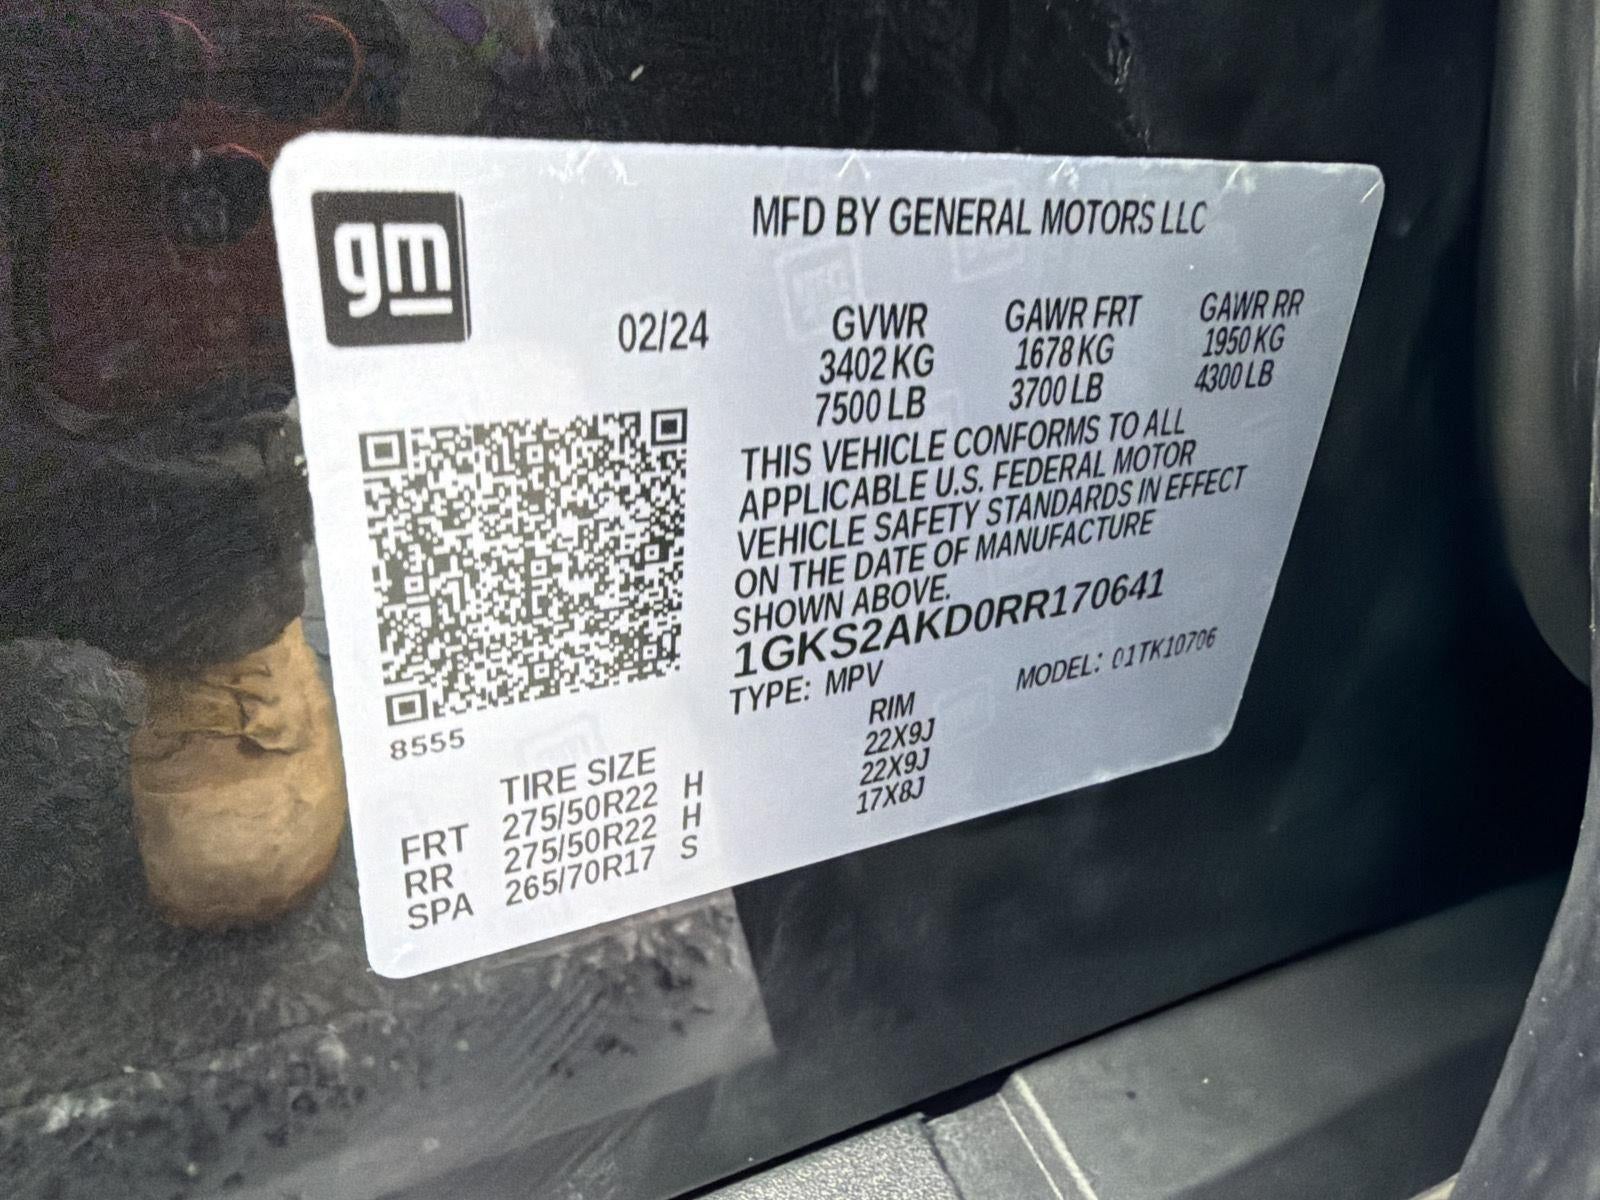 gm
MFD BY GENERAL MOTORS LLC
02/24
GVWR GAWR FRT GAWR RR
3402 KG 1678 KG 1950 KG
7500 LB 3700 LB 4300 LB
THIS VEHICLE CONFORMS TO ALL
APPLICABLE U.S. FEDERAL MOTOR
VEHICLE SAFETY STANDARDS IN EFFECT
ON THE DATE OF MANUFACTURE
SHOWN ABOVE.
1GKS2AKD0RR170641
TYPE: MPV MODEL: 01TK10706
8555
TIRE SIZE RIM
FRT 275/50R22 H 22X9J
RR 275/50R22 H 22X9J
SPA 265/70R17 S 17X8J